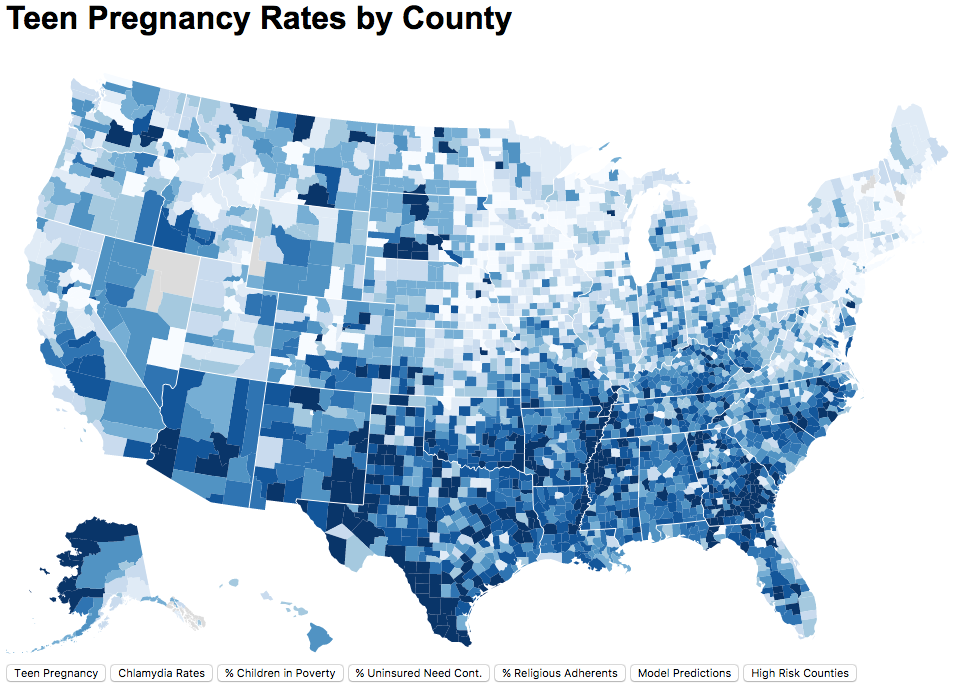 Teen Pregnancy Rates by County
Teen Pregnancy
Chlamydia Rates
% Children in Poverty
% Uninsured Need Cont.
% Religious Adherents
Model Predictions
High Risk Counties